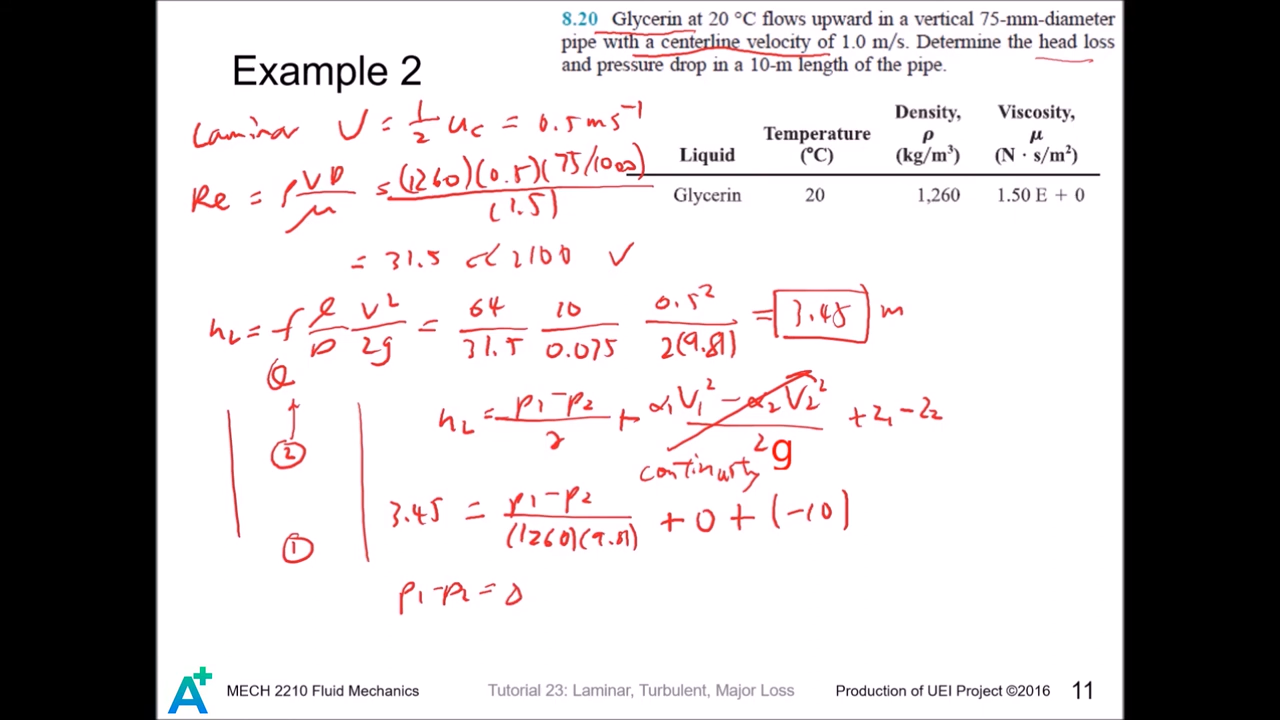 8.20 Glycerin at 20 °C flows upward in a vertical 75-mm-diameter
pipe with a centerline velocity of 1.0 m/s. Determine the head loss
and pressure drop in a 10-m length of the pipe.
Example 2
Liquid Temperature (°C) Density, ρ (kg/m³) Viscosity, μ (N · s/m²)
Glycerin 20 1,260 1.50 E + 0
Laminar V = 1/2 uc = 0.5 ms⁻¹
Re = ρVD/μ = (1260)(0.5)(75/1000)/(1.5)
= 31.5 << 2100 ✓
hL = f ℓ/D V²/2g = 64/31.5 10/0.075 0.5²/2(9.81) = 3.45 m
Q
hL = p1-p2/γ + α1V1² - α2V2²/2g + z1 - z2
continuity
②
3.45 = p1-p2/(1260)(9.81) + 0 + (-10)
①
p1-p2 = Δ
A+ MECH 2210 Fluid Mechanics Tutorial 23: Laminar, Turbulent, Major Loss Production of UEI Project ©2016 11